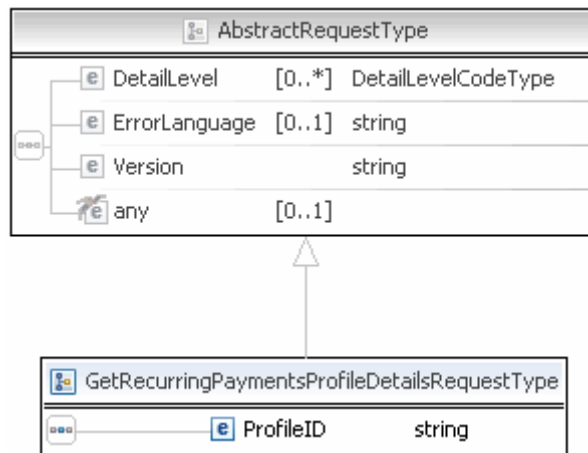 AbstractRequestType
e DetailLevel [0..*] DetailLevelCodeType
e ErrorLanguage [0..1] string
e Version string
e any [0..1]
GetRecurringPaymentsProfileDetailsRequestType
e ProfileID string